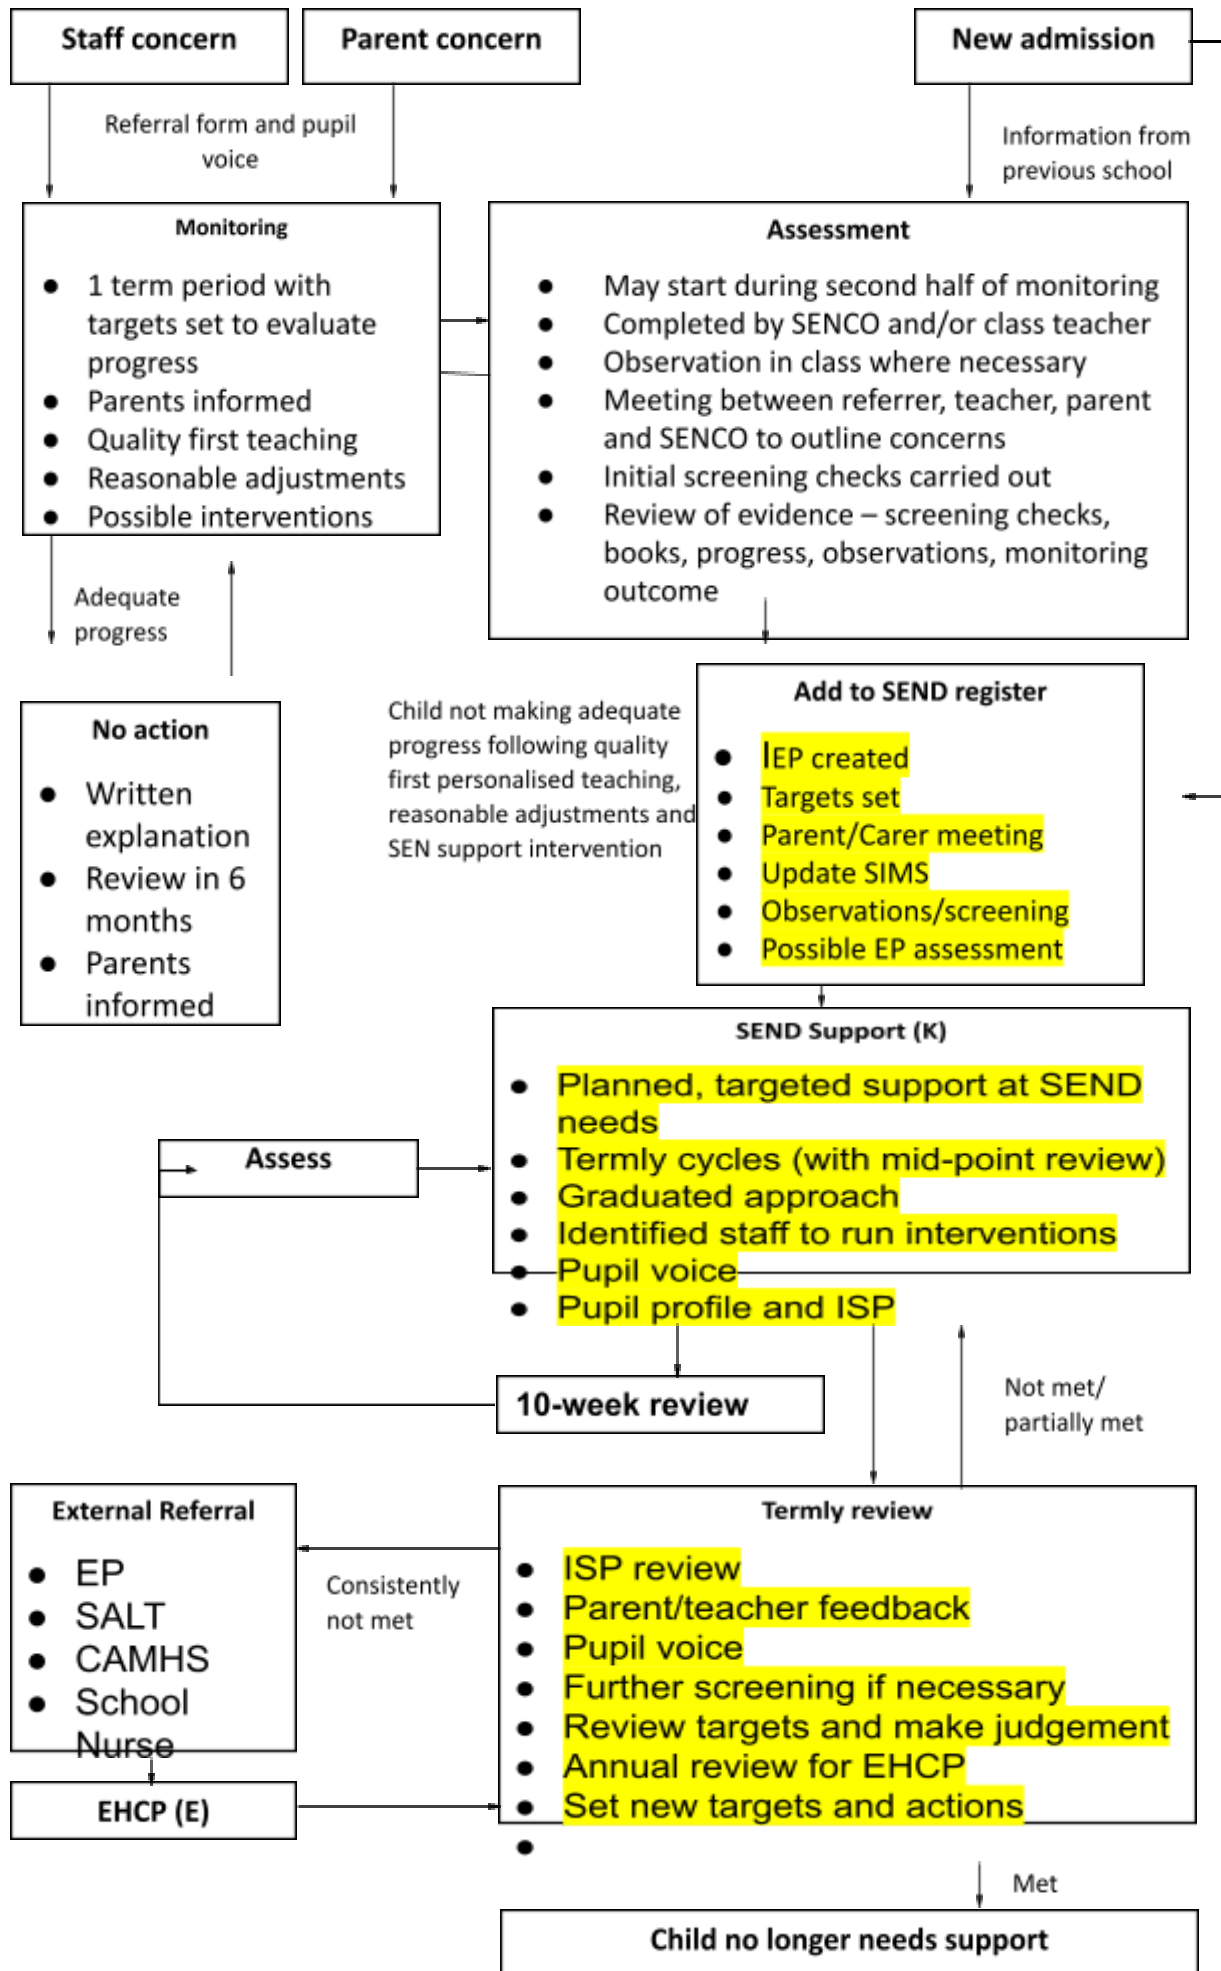 Staff concern
Parent concern
New admission
Referral form and pupil
voice
Information from
previous school
Monitoring
● 1 term period with
targets set to evaluate
progress
● Parents informed
● Quality first teaching
● Reasonable adjustments
● Possible interventions
Assessment
● May start during second half of monitoring
● Completed by SENCO and/or class teacher
● Observation in class where necessary
● Meeting between referrer, teacher, parent
and SENCO to outline concerns
● Initial screening checks carried out
● Review of evidence – screening checks,
books, progress, observations, monitoring
outcome
Adequate
progress
No action
● Written
explanation
● Review in 6
months
● Parents
informed
Child not making adequate
progress following quality
first personalised teaching,
reasonable adjustments and
SEN support intervention
Add to SEND register
● IEP created
● Targets set
● Parent/Carer meeting
● Update SIMS
● Observations/screening
● Possible EP assessment
SEND Support (K)
● Planned, targeted support at SEND
needs
● Termly cycles (with mid-point review)
● Graduated approach
● Identified staff to run interventions
● Pupil voice
● Pupil profile and ISP
Assess
10-week review
Not met/
partially met
External Referral
● EP
● SALT
● CAMHS
● School
Nurse
Consistently
not met
Termly review
● ISP review
● Parent/teacher feedback
● Pupil voice
● Further screening if necessary
● Review targets and make judgement
● Annual review for EHCP
● Set new targets and actions
●
EHCP (E)
Met
Child no longer needs support